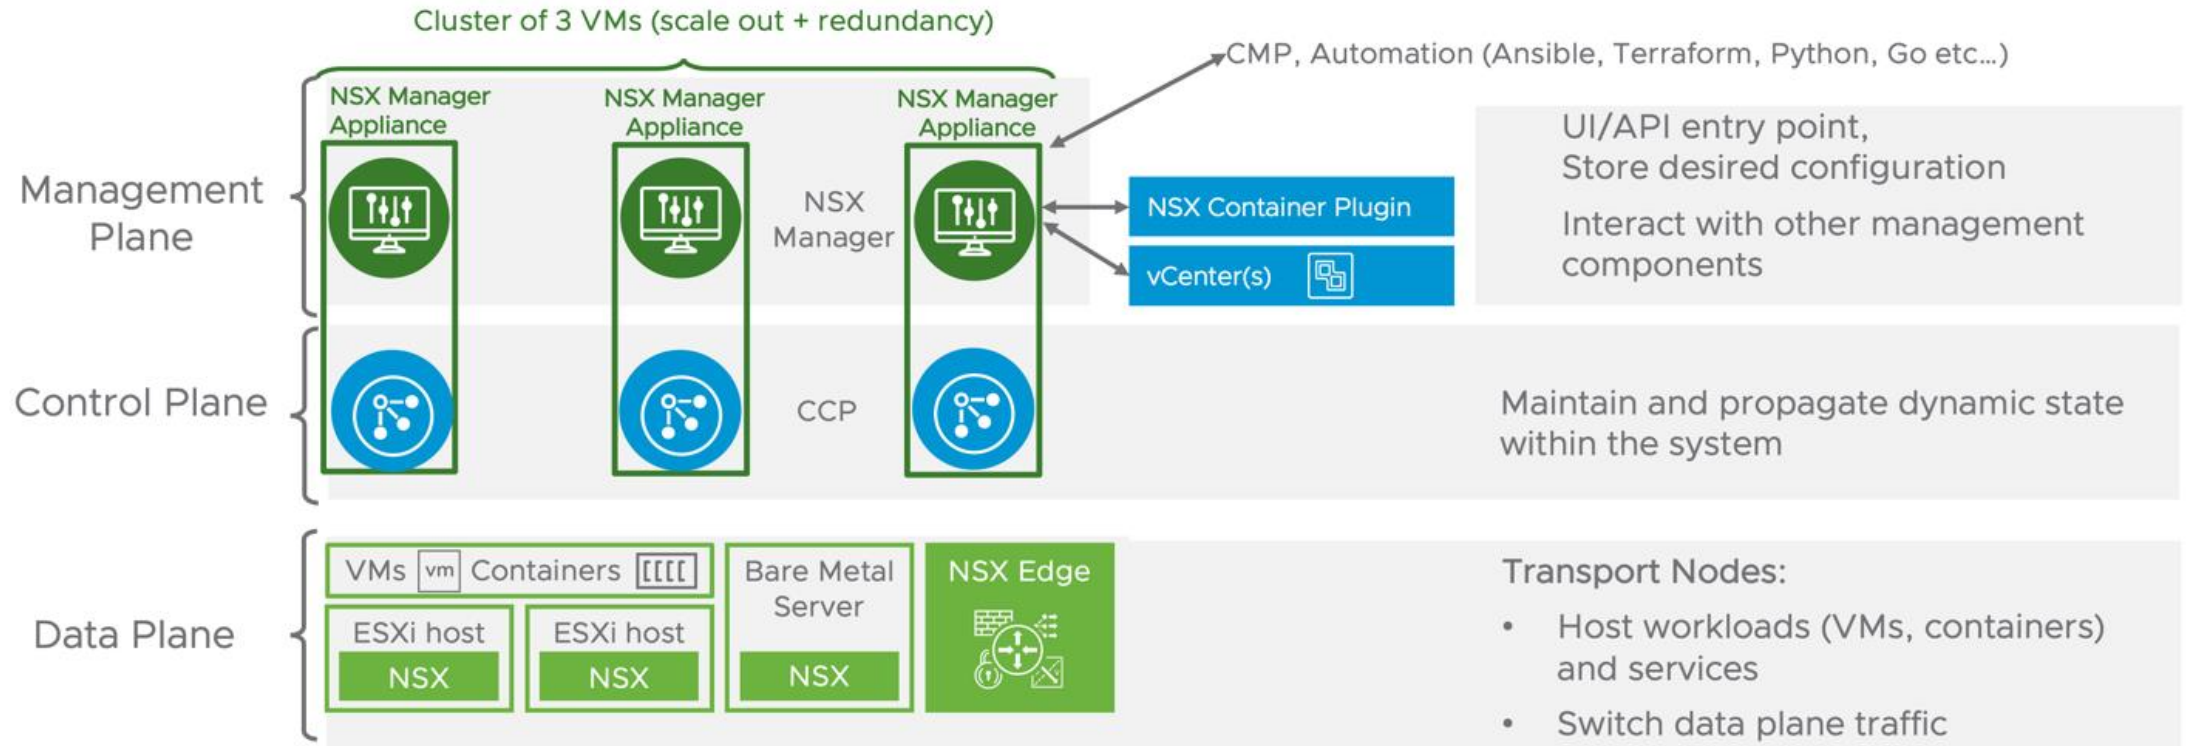 Cluster of 3 VMs (scale out + redundancy)
CMP, Automation (Ansible, Terraform, Python, Go etc...)
Management
Plane
NSX Manager
Appliance
NSX Manager
Appliance
NSX Manager
Appliance
NSX
Manager
NSX Container Plugin
vCenter(s)
UI/API entry point,
Store desired configuration
Interact with other management
components
Control Plane
CCP
Maintain and propagate dynamic state
within the system
Data Plane
VMs vm Containers
ESXi host
NSX
ESXi host
NSX
Bare Metal
Server
NSX
NSX Edge
Transport Nodes:
• Host workloads (VMs, containers)
and services
• Switch data plane traffic